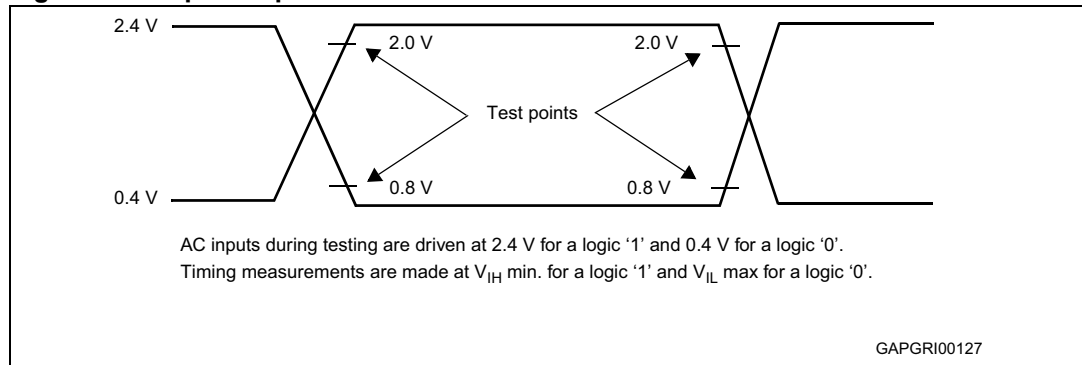 2.4 V
2.0 V
2.0 V
Test points
0.8 V
0.8 V
0.4 V
AC inputs during testing are driven at 2.4 V for a logic ‘1’ and 0.4 V for a logic ‘0’.
Timing measurements are made at VIH min. for a logic ‘1’ and VIL max for a logic ‘0’.
GAPGRI00127